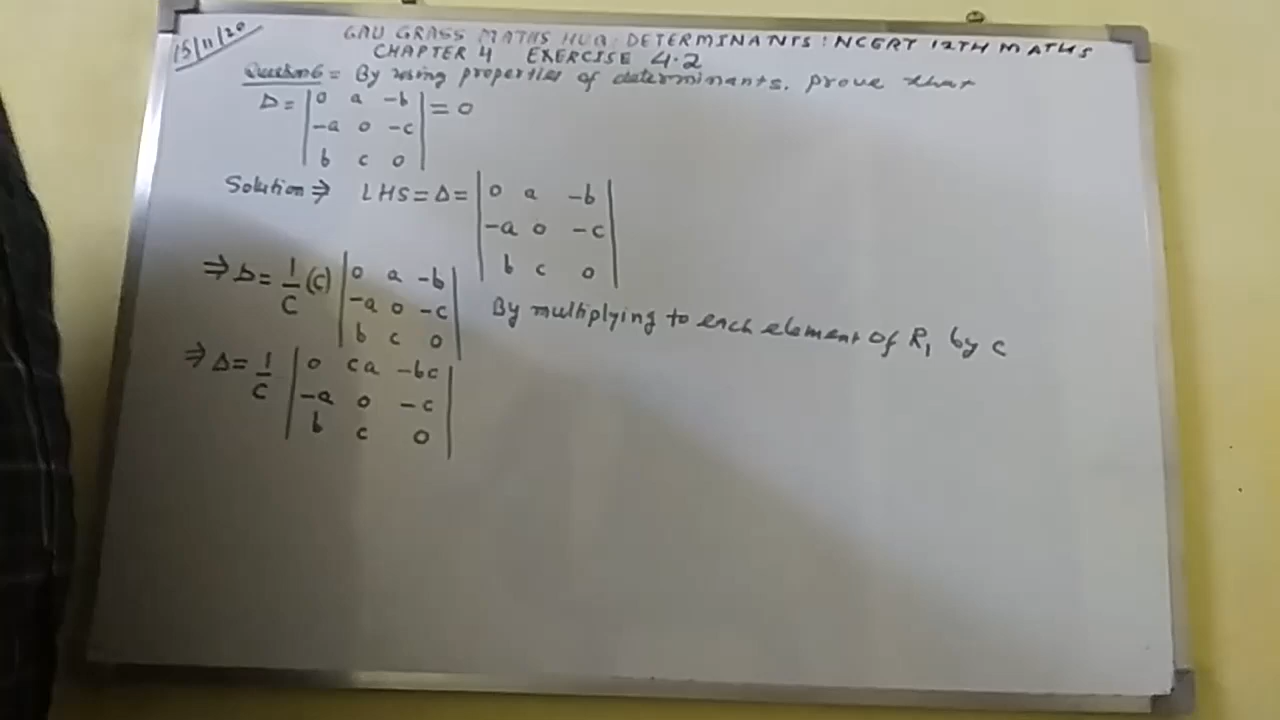 15/11/20
GAU GRASS MATHS HUB: DETERMINANTS: NCERT 12TH MATHS
CHAPTER 4 EXERCISE 4.2
Question 6 = By using properties of determinants, prove that
Δ = | 0 a -b | = 0
| -a 0 -c |
| b c 0 |
Solution ⇒ LHS = Δ = | 0 a -b |
| -a 0 -c |
| b c 0 |
⇒ Δ = 1/C (C) | 0 a -b |
| -a 0 -c | By multiplying to each element of R₁ by c
| b c 0 |
⇒ Δ = 1/C | 0 ca -bc |
| -a 0 -c |
| b c 0 |